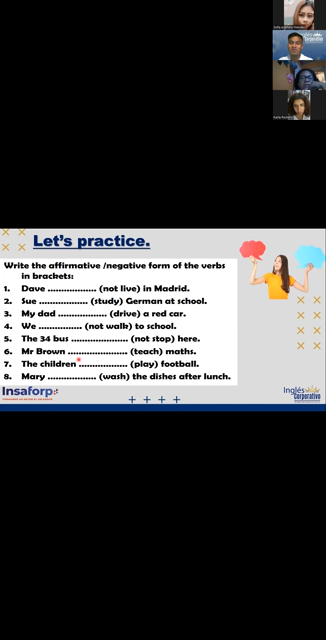 Let's practice.
Write the affirmative /negative form of the verbs
in brackets:
1. Dave .................. (not live) in Madrid.
2. Sue .................. (study) German at school.
3. My dad .................. (drive) a red car.
4. We ................ (not walk) to school.
5. The 34 bus ..................... (not stop) here.
6. Mr Brown ...................... (teach) maths.
7. The children .................. (play) football.
8. Mary .................. (wash) the dishes after lunch.
Insaforp
Inglés
Corporativo